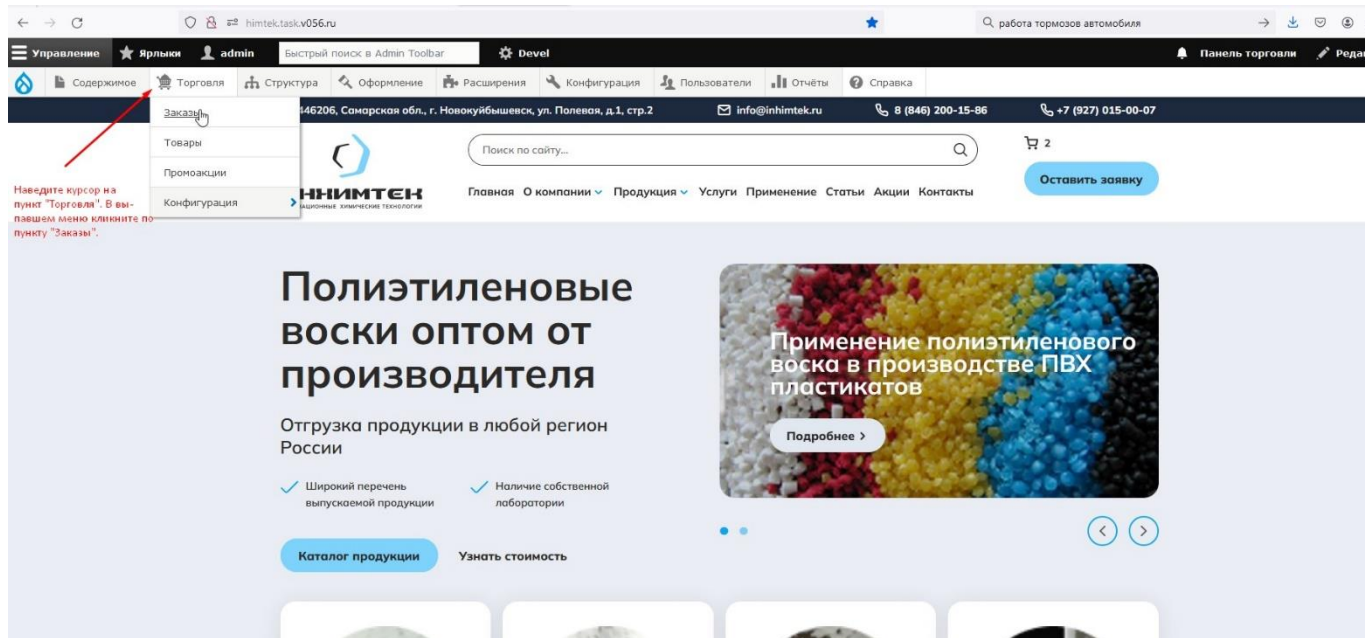 himtek.task.v056.ru
работа тормозов автомобиля
Управление Ярлыки admin Быстрый поиск в Admin Toolbar Devel Панель торговли
Содержимое Торговля Структура Оформление Расширения Конфигурация Пользователи Отчёты Справка
Заказы
Товары
Промоакции
Конфигурация
Наведите курсор на
пункт "Торговля". В вы-
павшем меню кликните по
пункту "Заказы".
446206, Самарская обл., г. Новокуйбышевск, ул. Полевая, д.1, стр.2 info@inhimtek.ru 8 (846) 200-15-86 +7 (927) 015-00-07
Поиск по сайту...
2
Оставить заявку
Главная О компании Продукция Услуги Применение Статьи Акции Контакты
Полиэтиленовые
воски оптом от
производителя
Отгрузка продукции в любой регион
России
Широкий перечень
выпускаемой продукции
Наличие собственной
лаборатории
Каталог продукции Узнать стоимость
Применение полиэтиленового
воска в производстве ПВХ
пластикатов
Подробнее >